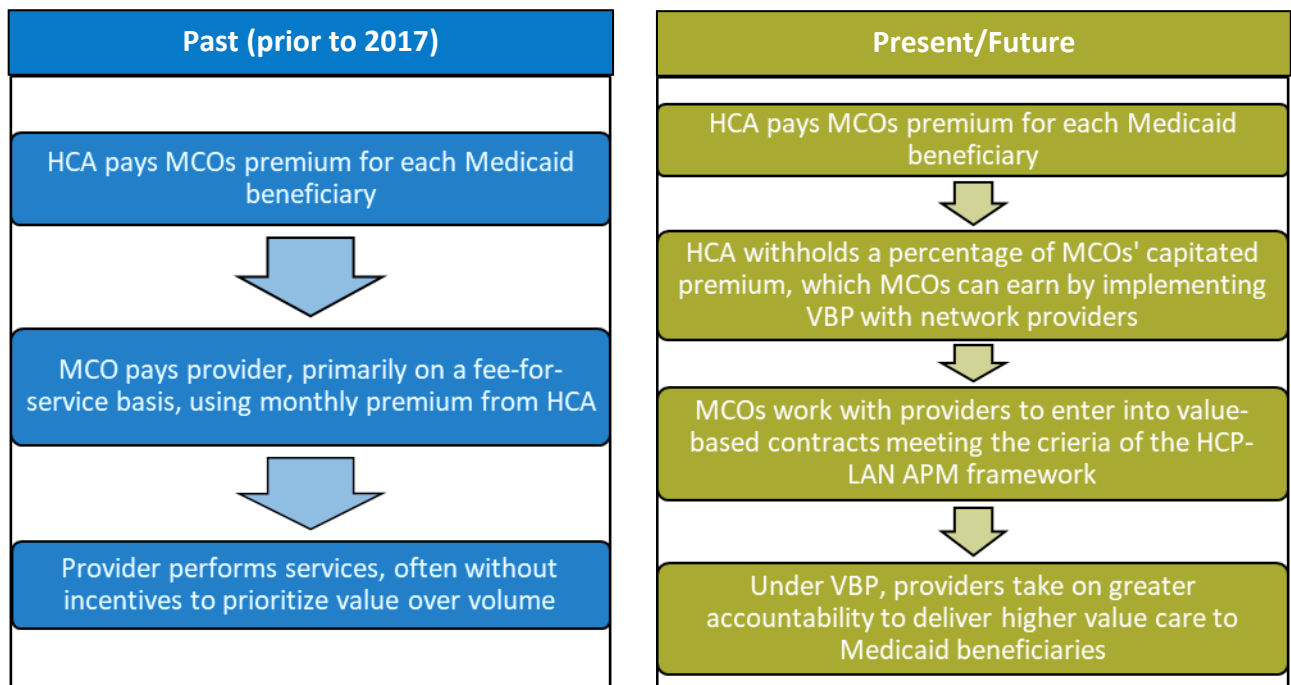 Past (prior to 2017)
HCA pays MCOs premium for each Medicaid
beneficiary
MCO pays provider, primarily on a fee-for-
service basis, using monthly premium from HCA
Provider performs services, often without
incentives to prioritize value over volume
Present/Future
HCA pays MCOs premium for each Medicaid
beneficiary
HCA withholds a percentage of MCOs' capitated
premium, which MCOs can earn by implementing
VBP with network providers
MCOs work with providers to enter into value-
based contracts meeting the crieria of the HCP-
LAN APM framework
Under VBP, providers take on greater
accountability to deliver higher value care to
Medicaid beneficiaries